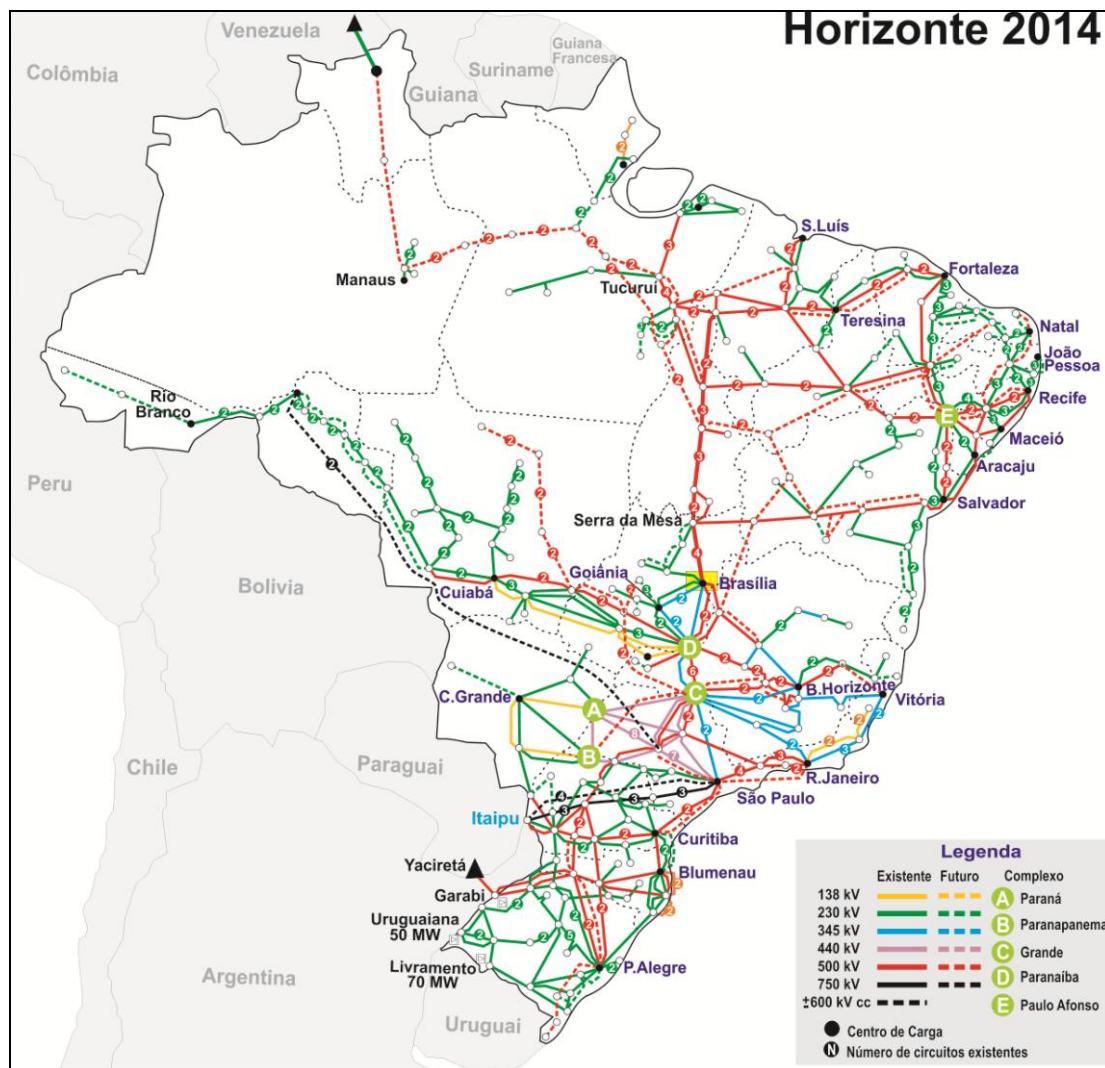 Horizonte 2014
Venezuela
Colômbia
Guiana
Suriname
Guiana
Francesa
Manaus
Tucuruí
S.Luís
Fortaleza
Teresina
Natal
João
Pessoa
Recife
Maceió
Aracaju
Salvador
E
Rio
Branco
Peru
Serra da Mesa
Bolivia
Cuiabá
Goiânia
Brasília
D
C.Grande
A
C
B.Horizonte
Vitória
B
Chile
Paraguai
R.Janeiro
São Paulo
Itaipu
Curitiba
Yaciretá
Blumenau
Garabi
Uruguaiana
50 MW
Livramento
70 MW
P.Alegre
Argentina
Uruguai
Legenda
Existente Futuro Complexo
138 kV A Paraná
230 kV B Paranapanema
345 kV C Grande
440 kV D Paranaíba
500 kV E Paulo Afonso
750 kV
±600 kV cc
Centro de Carga
N Número de circuitos existentes